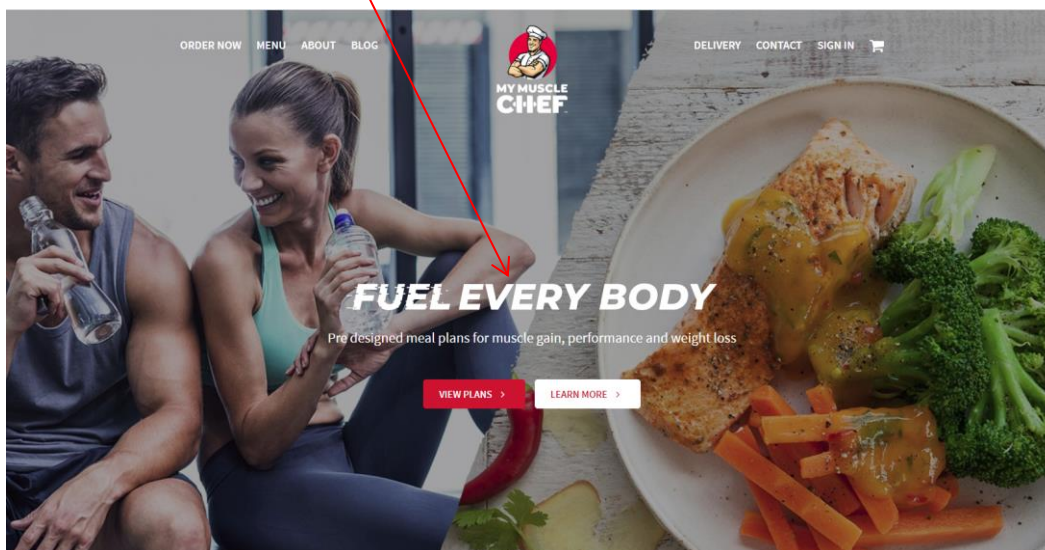 ORDER NOW MENU ABOUT BLOG
MY MUSCLE
CHEF
DELIVERY CONTACT SIGN IN
FUEL EVERY BODY
Pre designed meal plans for muscle gain, performance and weight loss
VIEW PLANS >
LEARN MORE >